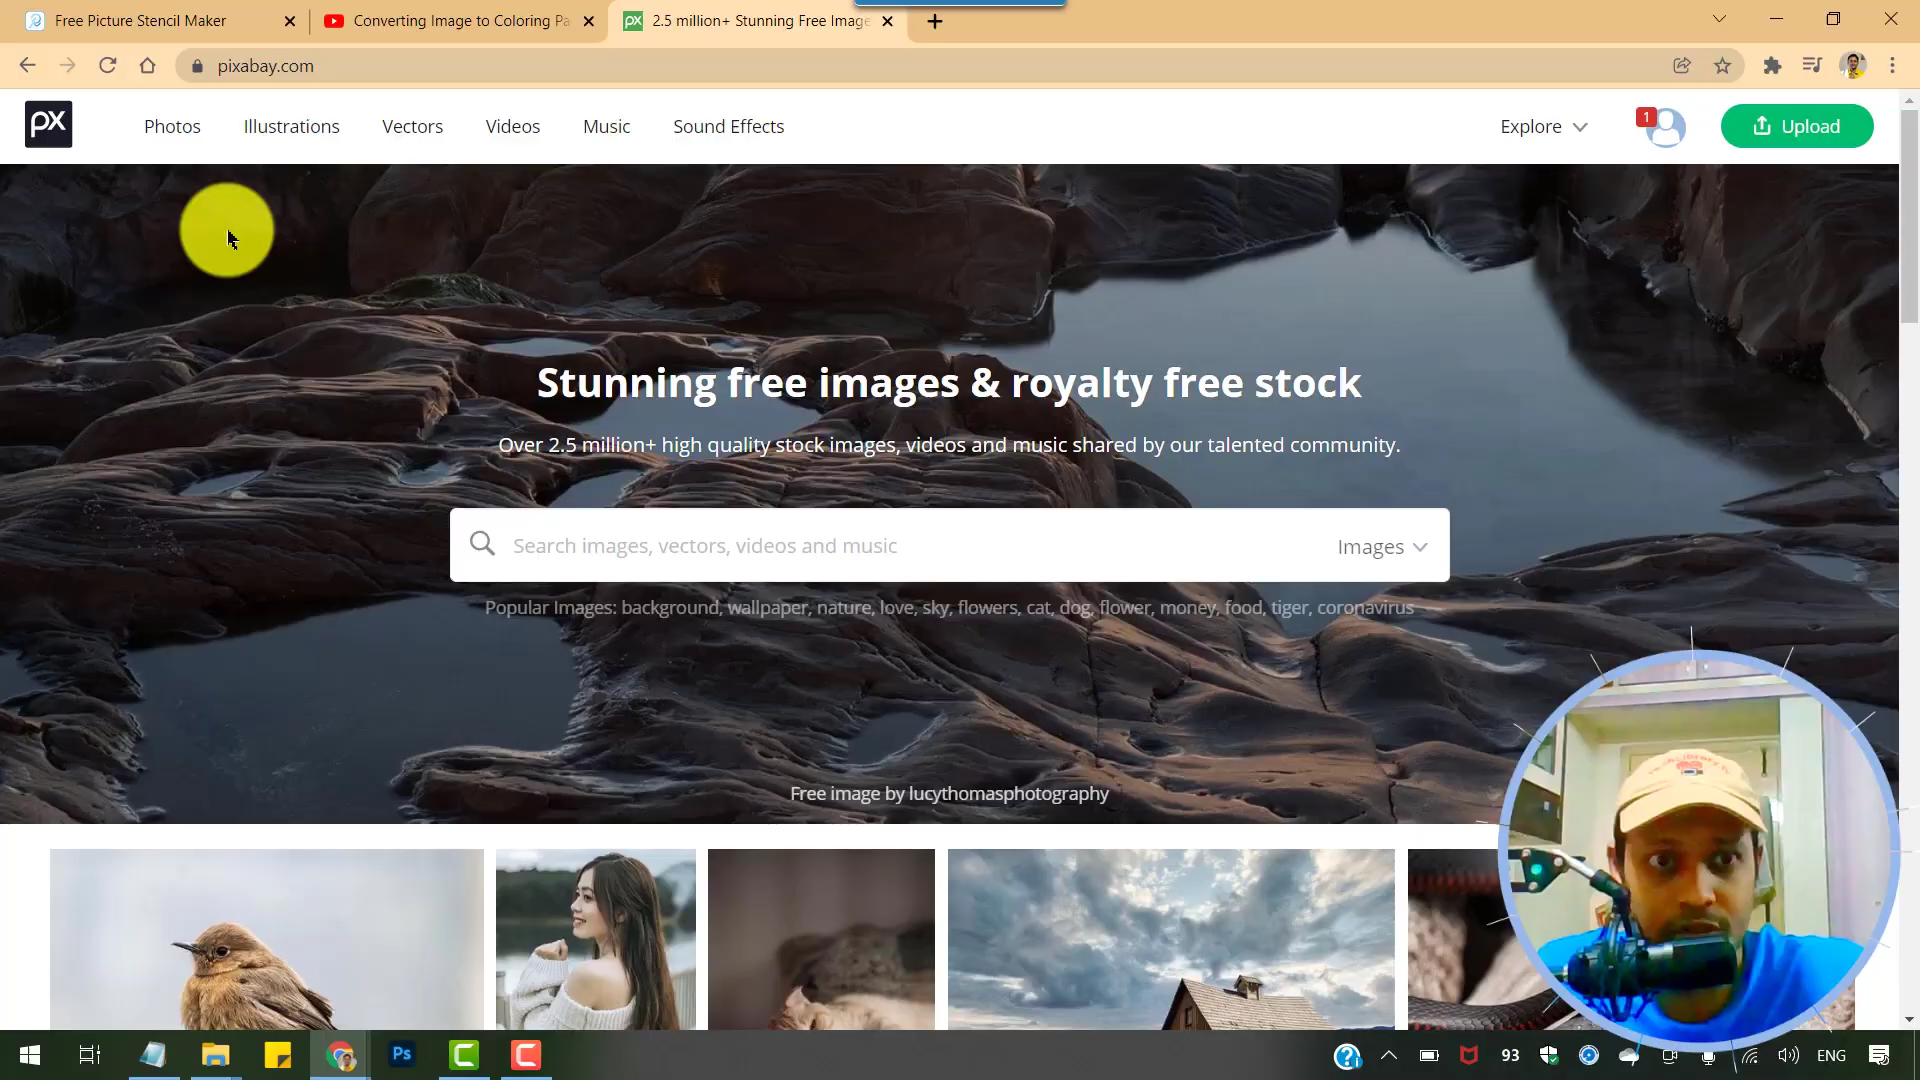 Free Picture Stencil Maker
Converting Image to Coloring Pa
2.5 million+ Stunning Free Image
pixabay.com
px
Photos
Illustrations
Vectors
Videos
Music
Sound Effects
Explore
1
Upload
Stunning free images & royalty free stock
Over 2.5 million+ high quality stock images, videos and music shared by our talented community.
Search images, vectors, videos and music
Images
Popular Images: background, wallpaper, nature, love, sky, flowers, cat, dog, flower, money, food, tiger, coronavirus
Free image by lucythomasphotography
Ps
93
ENG